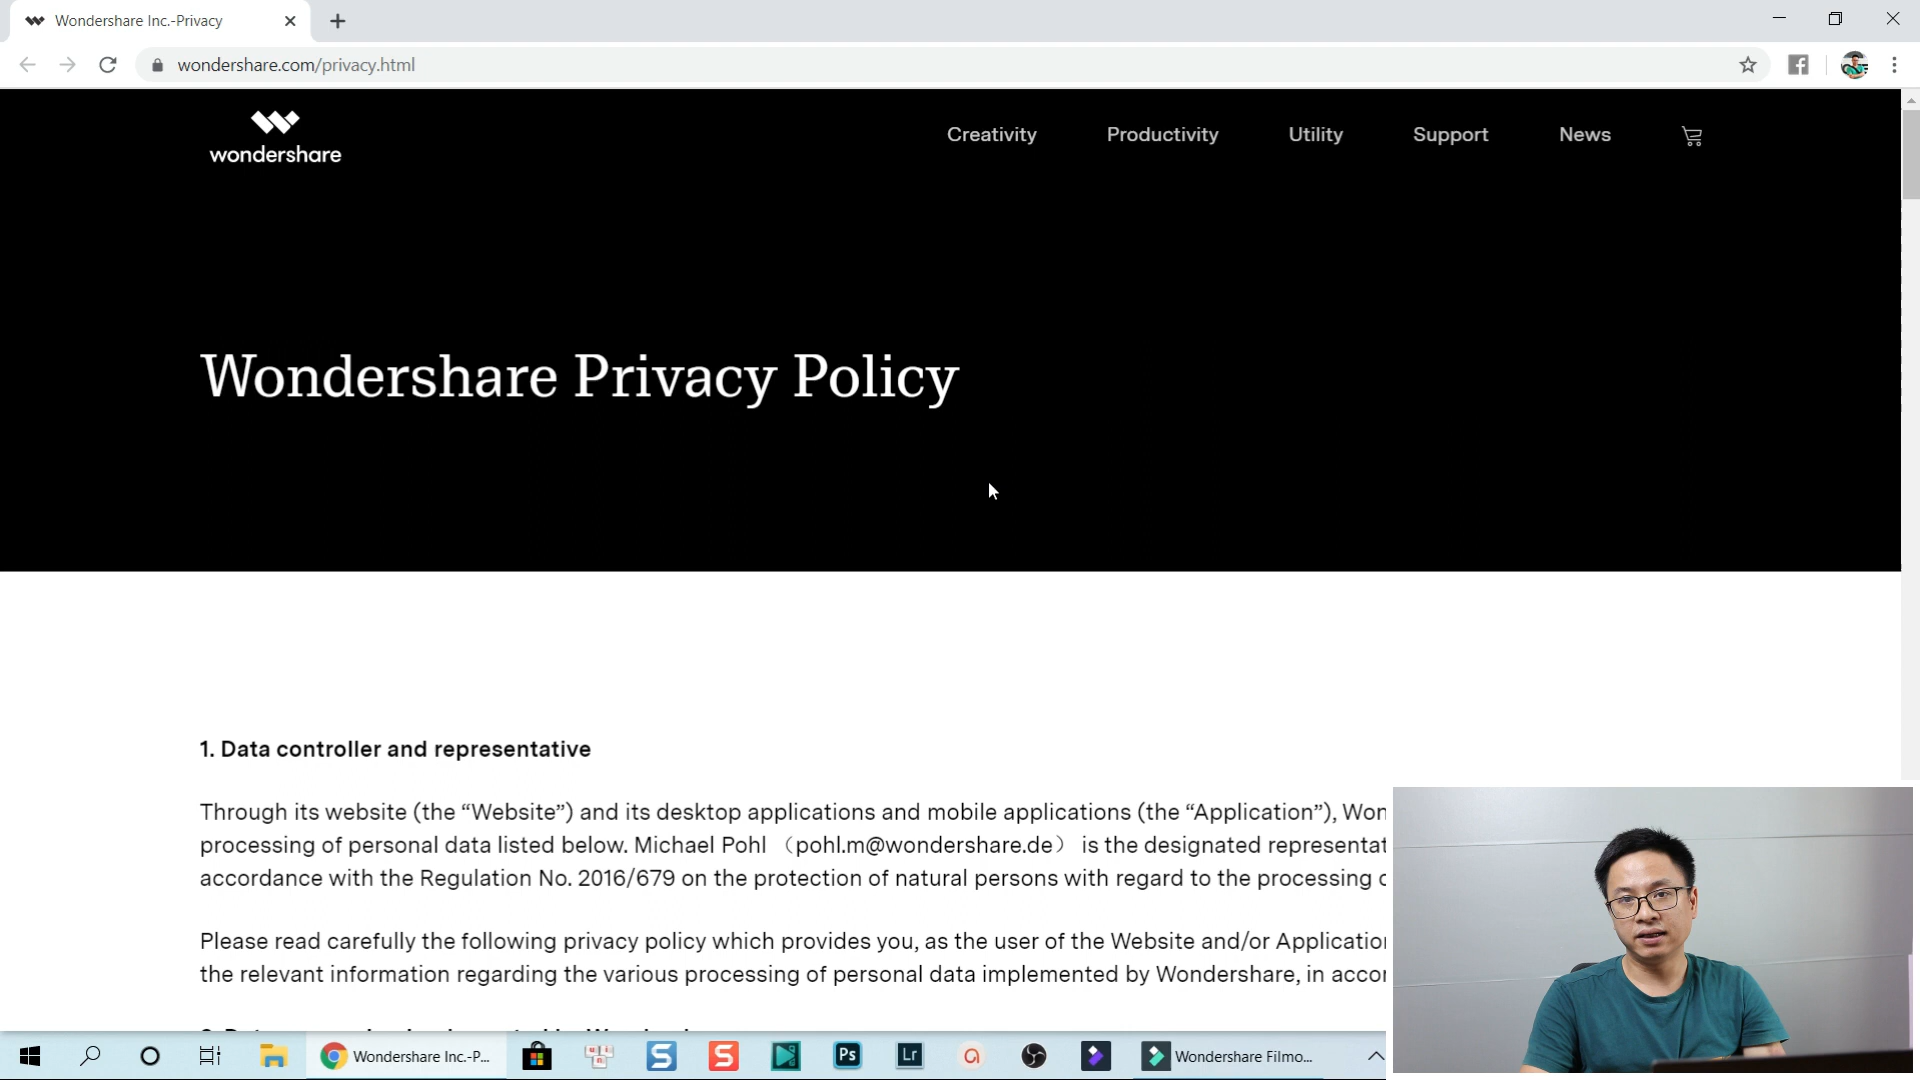 Wondershare Inc.-Privacy
wondershare.com/privacy.html
wondershare
Creativity
Productivity
Utility
Support
News
Wondershare Privacy Policy
1. Data controller and representative
Through its website (the “Website”) and its desktop applications and mobile applications (the “Application”), Won
processing of personal data listed below. Michael Pohl （pohl.m@wondershare.de） is the designated representat
accordance with the Regulation No. 2016/679 on the protection of natural persons with regard to the processing
Please read carefully the following privacy policy which provides you, as the user of the Website and/or Application
the relevant information regarding the various processing of personal data implemented by Wondershare, in accor
Wondershare Inc.-P...
S
S
Ps
Lr
a
Wondershare Filmo...